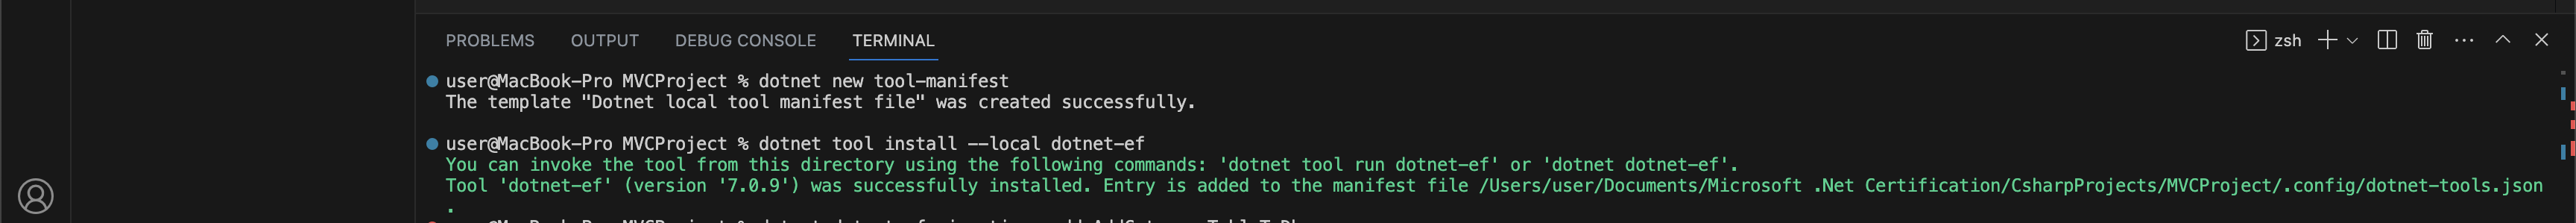 PROBLEMS OUTPUT DEBUG CONSOLE TERMINAL zsh
user@MacBook-Pro MVCProject % dotnet new tool-manifest
The template "Dotnet local tool manifest file" was created successfully.
user@MacBook-Pro MVCProject % dotnet tool install --local dotnet-ef
You can invoke the tool from this directory using the following commands: 'dotnet tool run dotnet-ef' or 'dotnet dotnet-ef'.
Tool 'dotnet-ef' (version '7.0.9') was successfully installed. Entry is added to the manifest file /Users/user/Documents/Microsoft .Net Certification/CsharpProjects/MVCProject/.config/dotnet-tools.json
.
user@MacBook-Pro MVCProject %